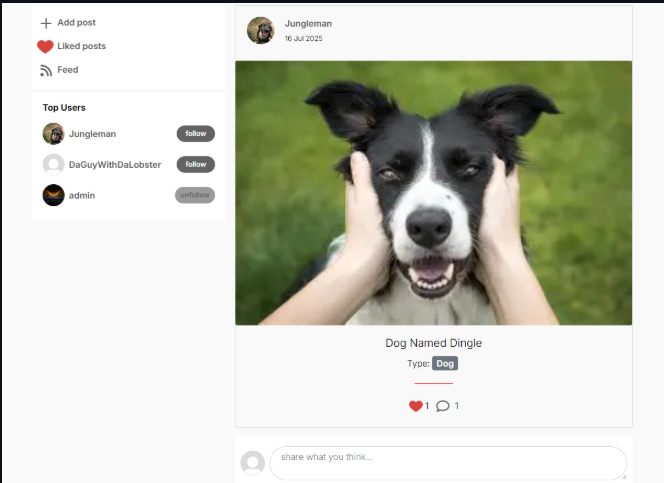 Add post
Liked posts
Feed
Top Users
Jungleman follow
DaGuyWithDaLobster follow
admin unfollow
Jungleman
16 Jul 2025
Dog Named Dingle
Type: Dog
1 1
share what you think...